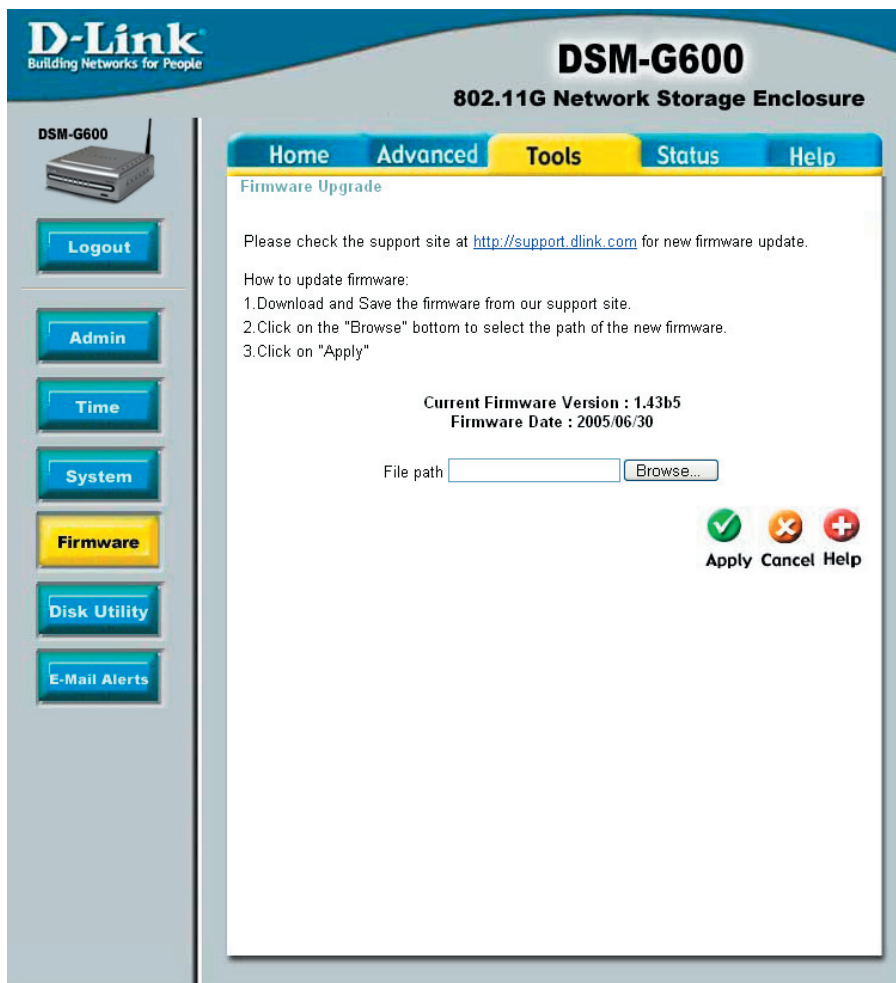 D-Link
Building Networks for People
DSM-G600
802.11G Network Storage Enclosure
DSM-G600
Home Advanced Tools Status Help
Logout
Admin
Time
System
Firmware
Disk Utility
E-Mail Alerts
Firmware Upgrade
Please check the support site at http://support.dlink.com for new firmware update.
How to update firmware:
1.Download and Save the firmware from our support site.
2.Click on the "Browse" bottom to select the path of the new firmware.
3.Click on "Apply"
Current Firmware Version : 1.43b5
Firmware Date : 2005/06/30
File path Browse...
Apply Cancel Help